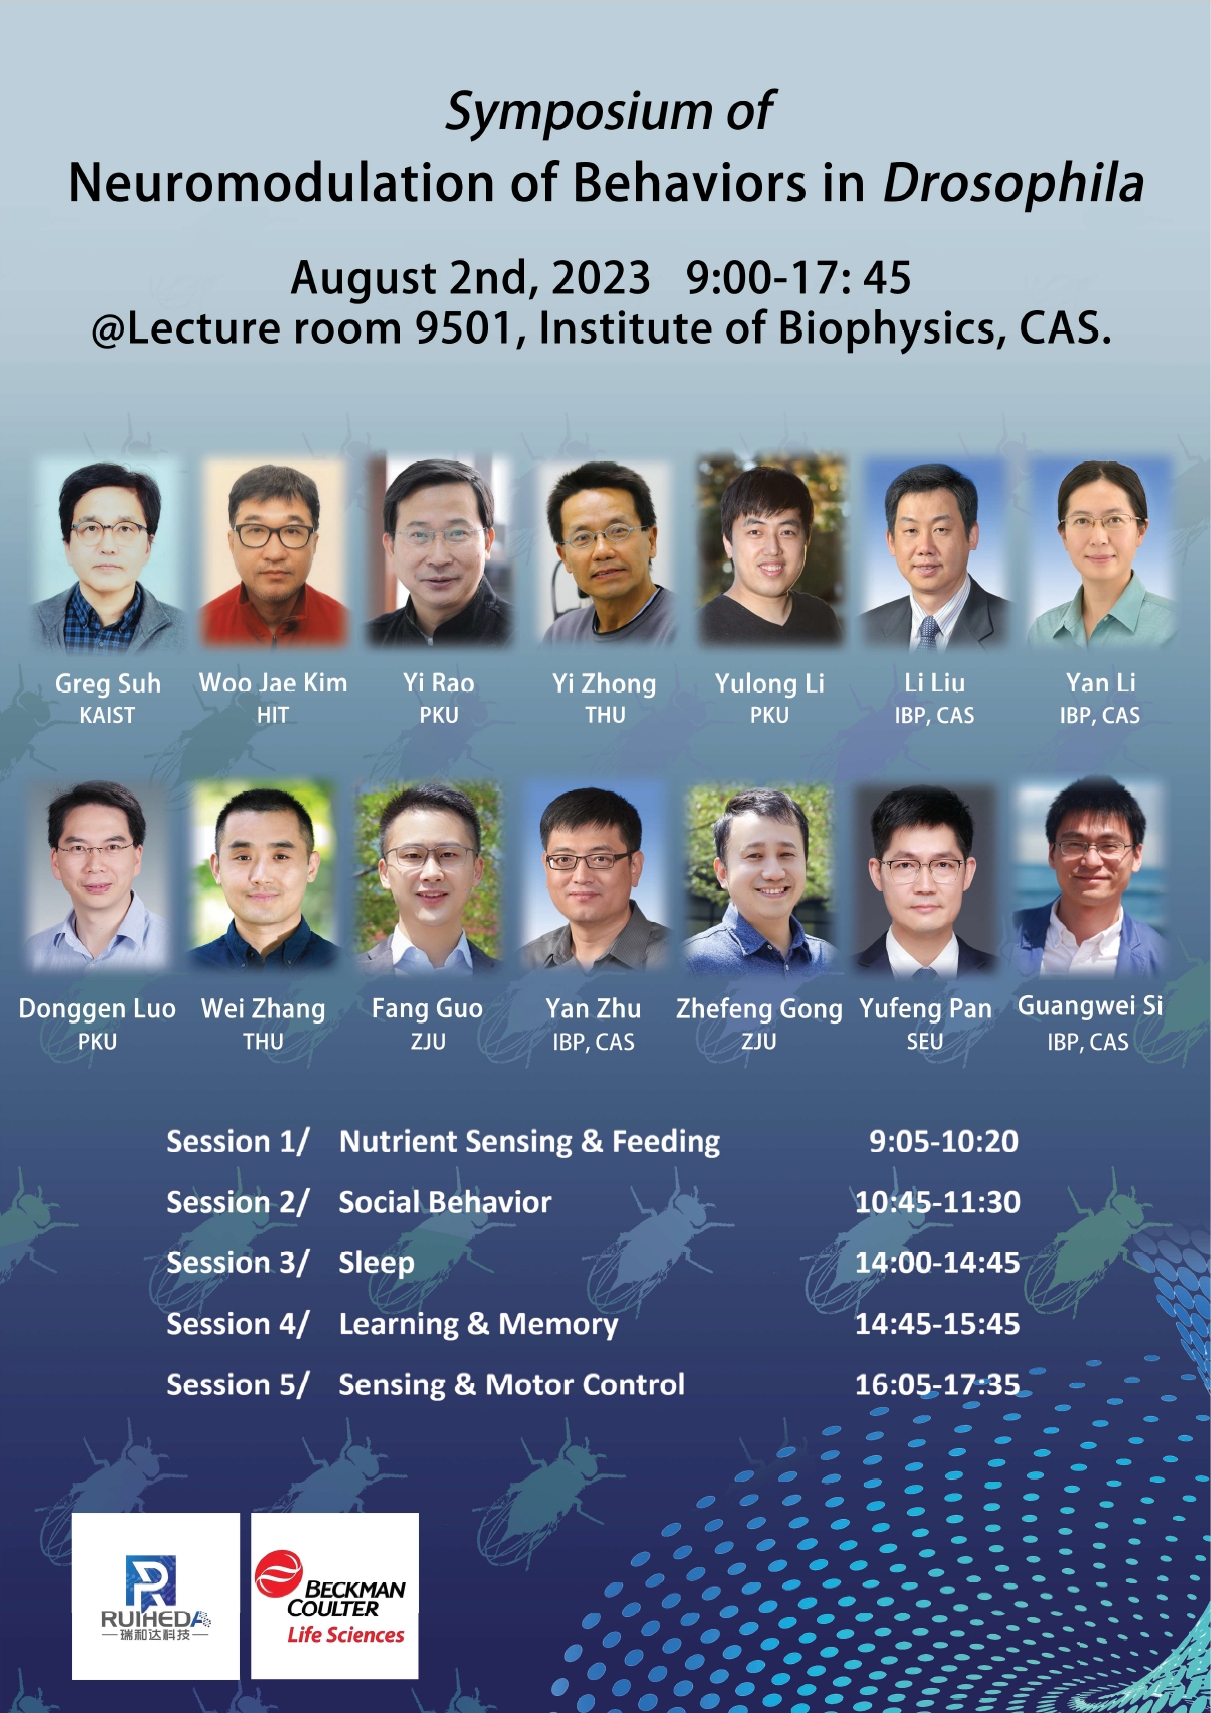 Symposium of
Neuromodulation of Behaviors in Drosophila
August 2nd, 2023 9:00-17: 45
@Lecture room 9501, Institute of Biophysics, CAS.
Greg Suh
KAIST
Woo Jae Kim
HIT
Yi Rao
PKU
Yi Zhong
THU
Yulong Li
PKU
Li Liu
IBP, CAS
Yan Li
IBP, CAS
Donggen Luo
PKU
Wei Zhang
THU
Fang Guo
ZJU
Yan Zhu
IBP, CAS
Zhefeng Gong
ZJU
Yufeng Pan
SEU
Guangwei Si
IBP, CAS
Session 1/ Nutrient Sensing & Feeding 9:05-10:20
Session 2/ Social Behavior 10:45-11:30
Session 3/ Sleep 14:00-14:45
Session 4/ Learning & Memory 14:45-15:45
Session 5/ Sensing & Motor Control 16:05-17:35
RUIHEDA
瑞和达科技
BECKMAN
COULTER
Life Sciences